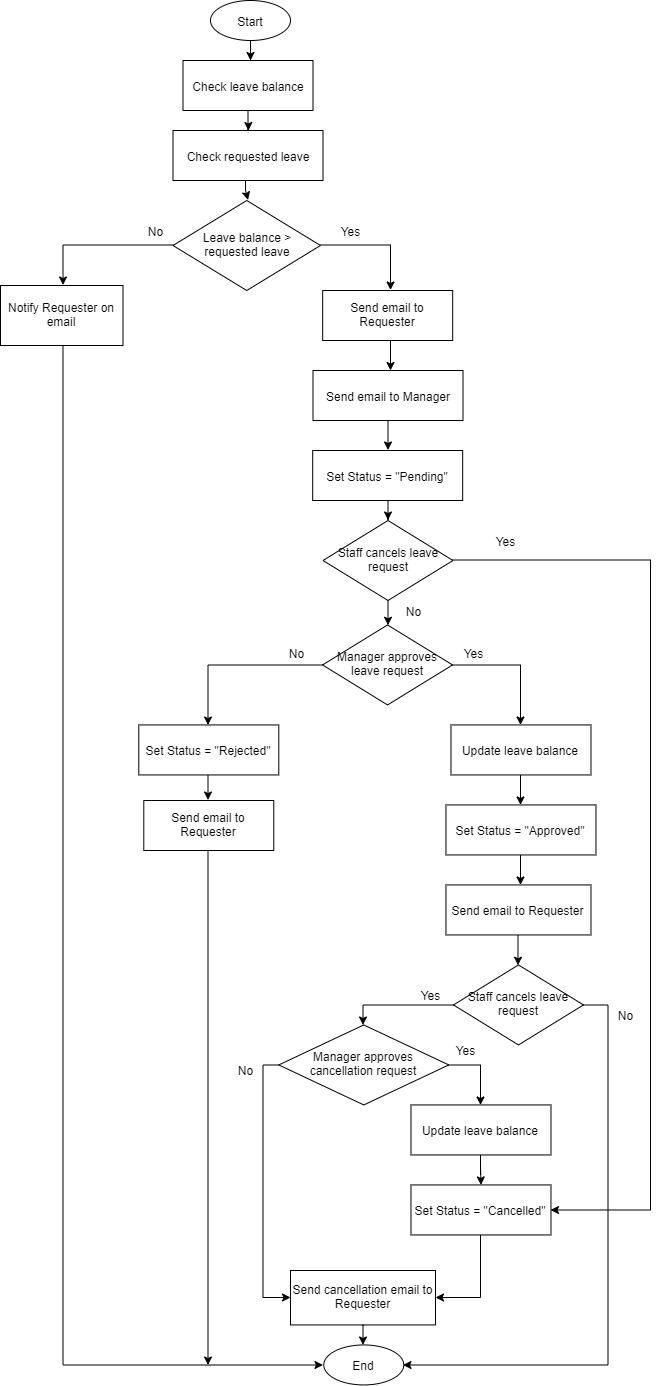 Start
Check leave balance
Check requested leave
No
Yes
Leave balance >
requested leave
Notify Requester on
email
Send email to
Requester
Send email to Manager
Set Status = "Pending"
Staff cancels leave
request
Yes
No
Manager approves
leave request
No
Yes
Set Status = "Rejected"
Update leave balance
Send email to
Requester
Set Status = "Approved"
Send email to Requester
Staff cancels leave
request
Yes
No
Manager approves
cancellation request
Yes
No
Update leave balance
Set Status = "Cancelled"
Send cancellation email to
Requester
End